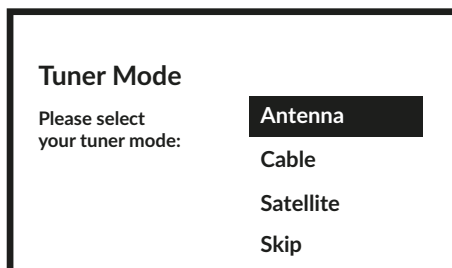 Tuner Mode
Please select
your tuner mode:
Antenna
Cable
Satellite
Skip